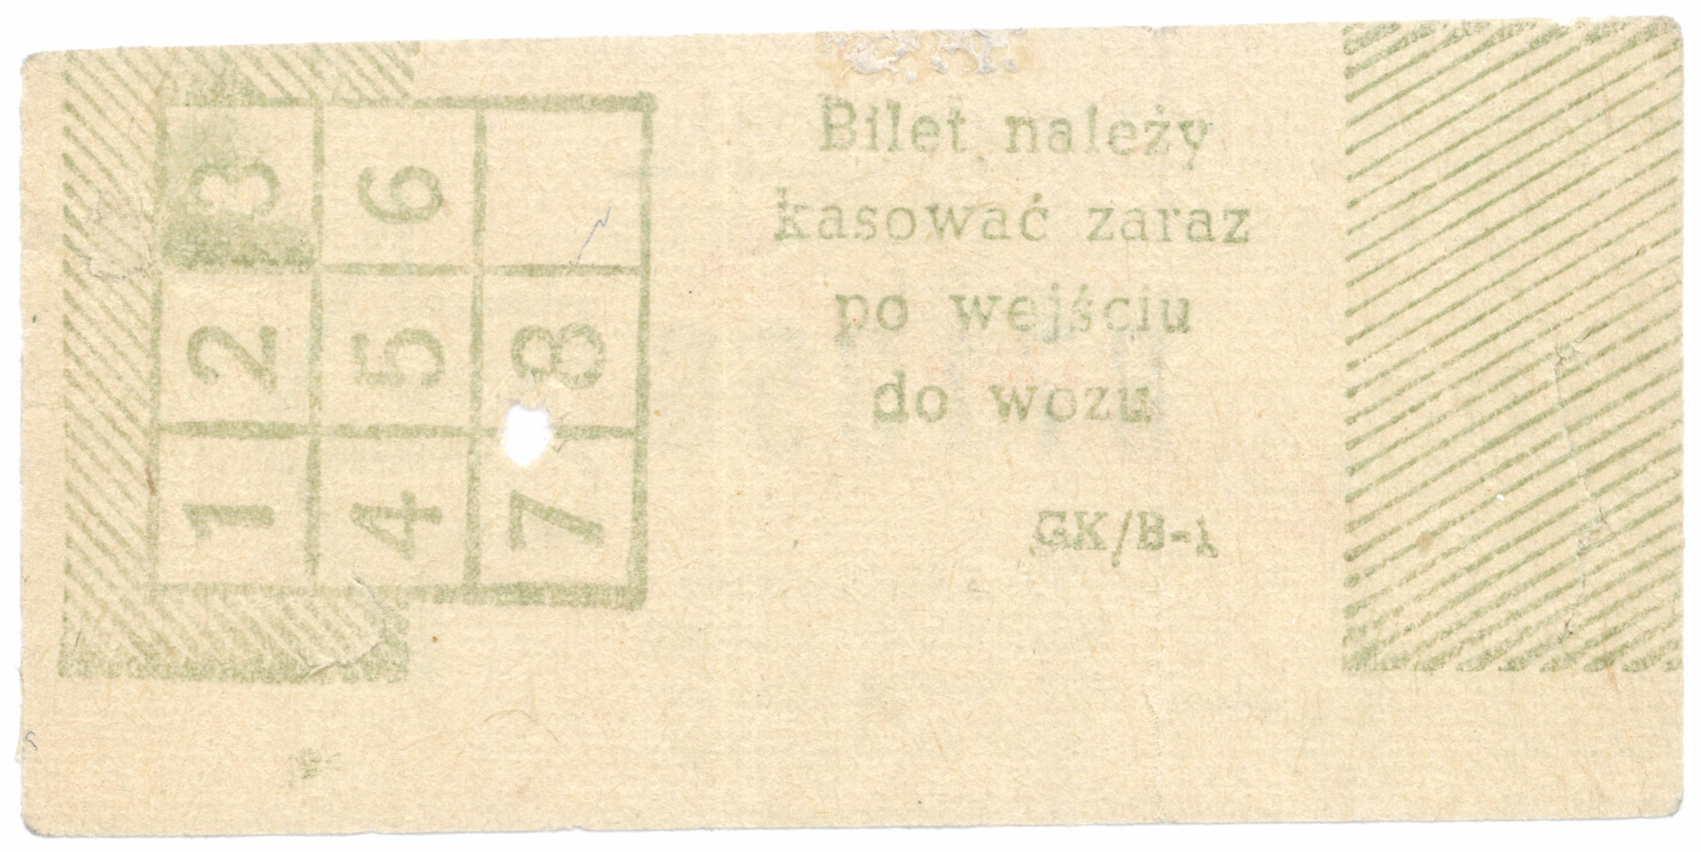 3 6
2 5 8
1 4 7
Bilet należy
kasować zaraz
po wejściu
do wozu
GK/B-1